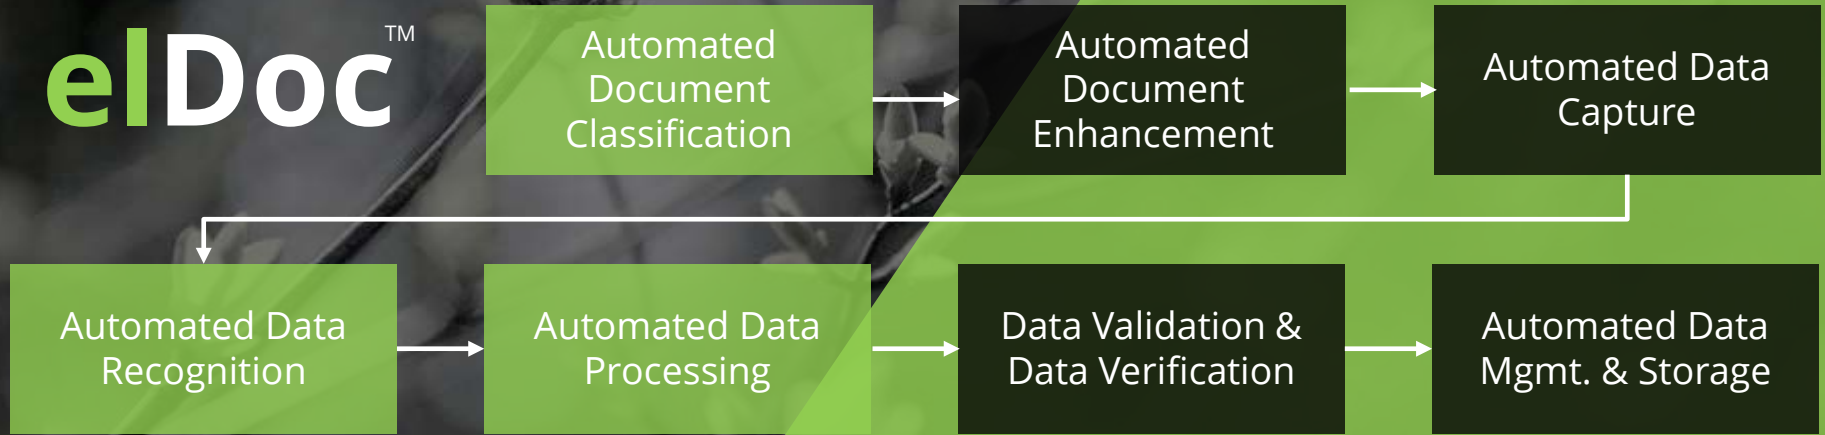 elDoc™
Automated
Document
Classification
Automated
Document
Enhancement
Automated Data
Capture
Automated Data
Recognition
Automated Data
Processing
Data Validation &
Data Verification
Automated Data
Mgmt. & Storage